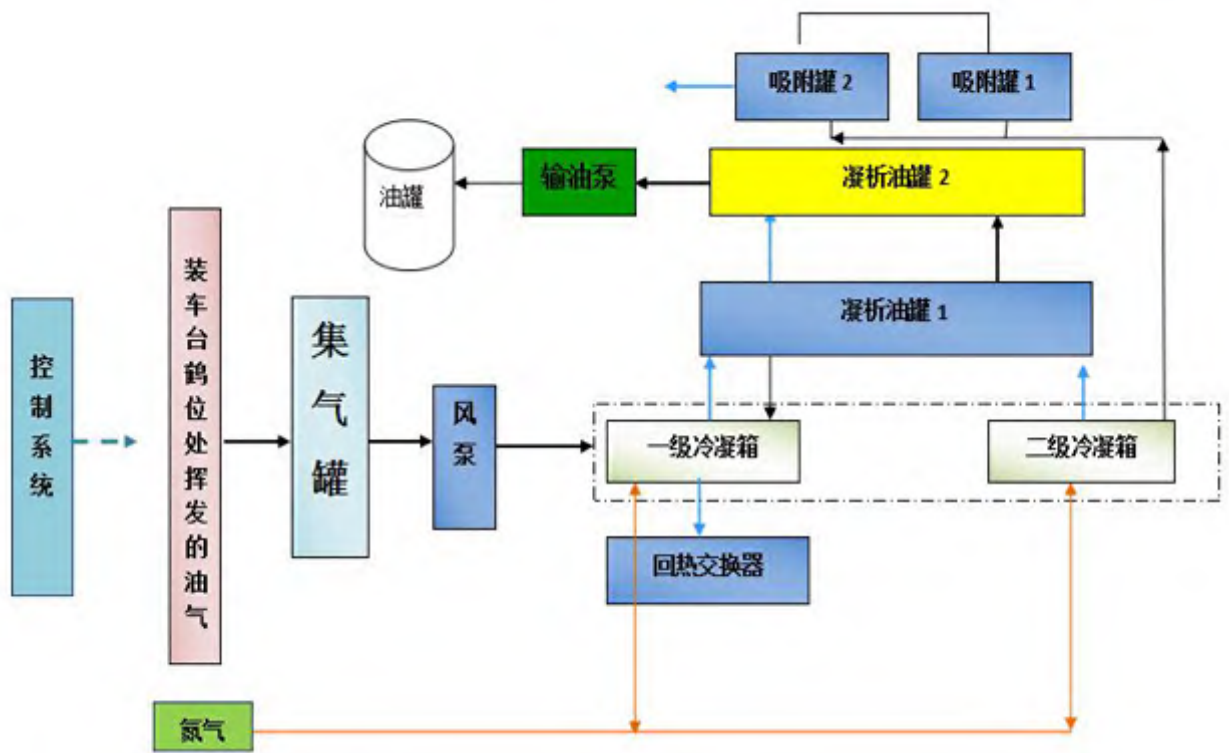 吸附罐 2
吸附罐 1
油罐
输油泵
凝析油罐 2
凝析油罐 1
控制系统
装车台鹤位处挥发的油气
集气罐
风泵
一级冷凝箱
二级冷凝箱
回热交换器
氮气